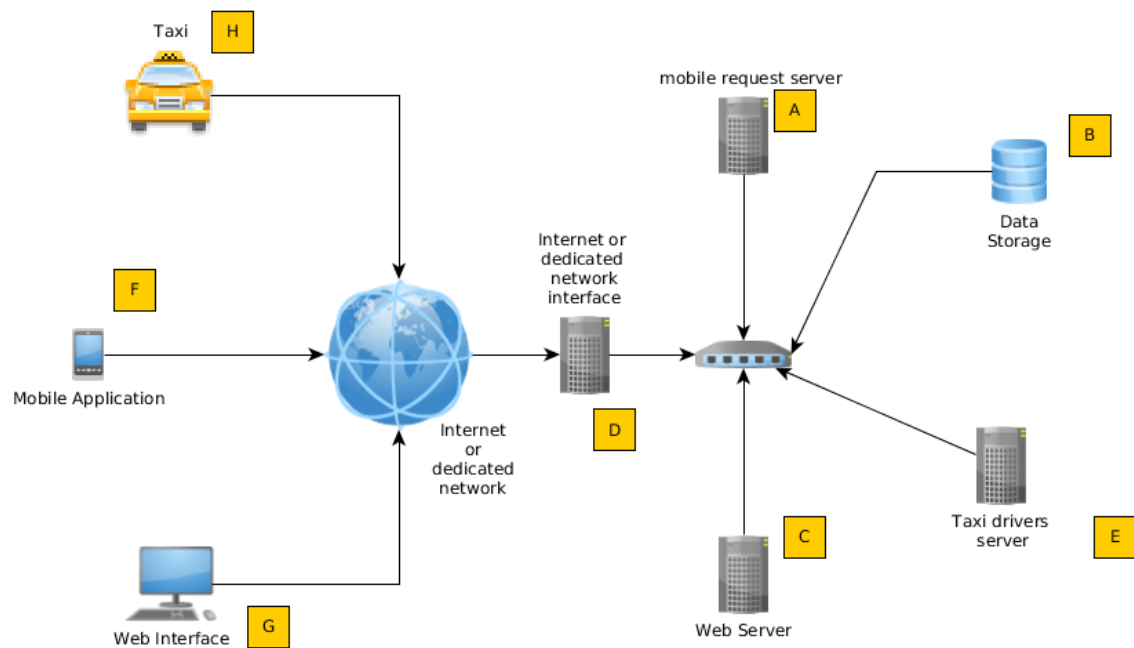 Taxi
H
mobile request server
A
B
Data
Storage
Internet or
dedicated
network
interface
F
Mobile Application
D
Internet
or
dedicated
network
Taxi drivers
server
E
C
Web Server
G
Web Interface